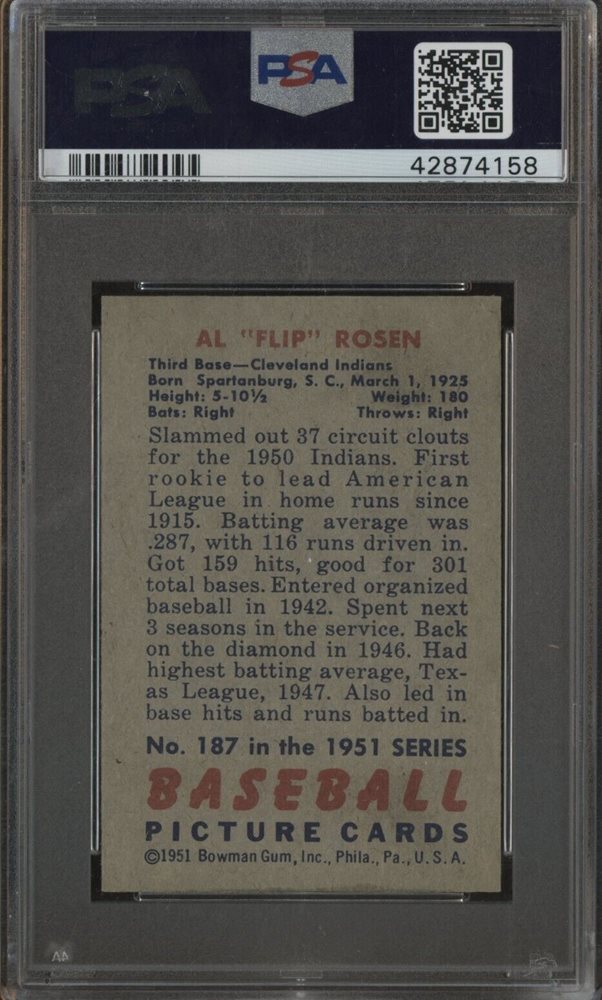 PSA
PSA
42874158
AL "FLIP" ROSEN
Third Base—Cleveland Indians
Born Spartanburg, S. C., March 1, 1925
Height: 5-10½ Weight: 180
Bats: Right Throws: Right
Slammed out 37 circuit clouts
for the 1950 Indians. First
rookie to lead American
League in home runs since
1915. Batting average was
.287, with 116 runs driven in.
Got 159 hits, good for 301
total bases. Entered organized
baseball in 1942. Spent next
3 seasons in the service. Back
on the diamond in 1946. Had
highest batting average, Tex-
as League, 1947. Also led in
base hits and runs batted in.
No. 187 in the 1951 SERIES
BASEBALL
PICTURE CARDS
©1951 Bowman Gum, Inc., Phila., Pa., U.S.A.